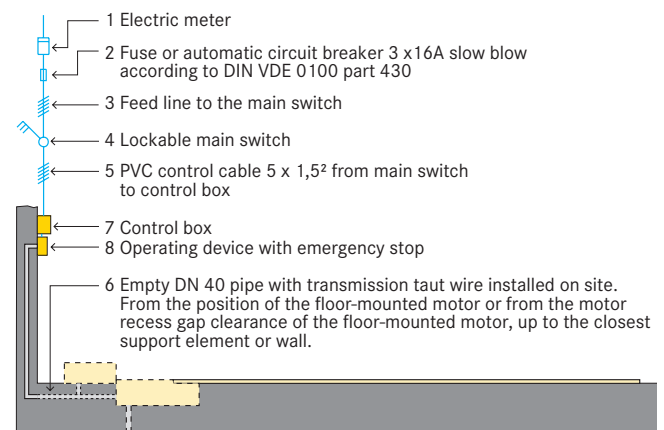 1 Electric meter
2 Fuse or automatic circuit breaker 3 x16A slow blow
according to DIN VDE 0100 part 430
3 Feed line to the main switch
4 Lockable main switch
5 PVC control cable 5 x 1,5² from main switch
to control box
7 Control box
8 Operating device with emergency stop
6 Empty DN 40 pipe with transmission taut wire installed on site.
From the position of the floor-mounted motor or from the motor
recess gap clearance of the floor-mounted motor, up to the closest
support element or wall.